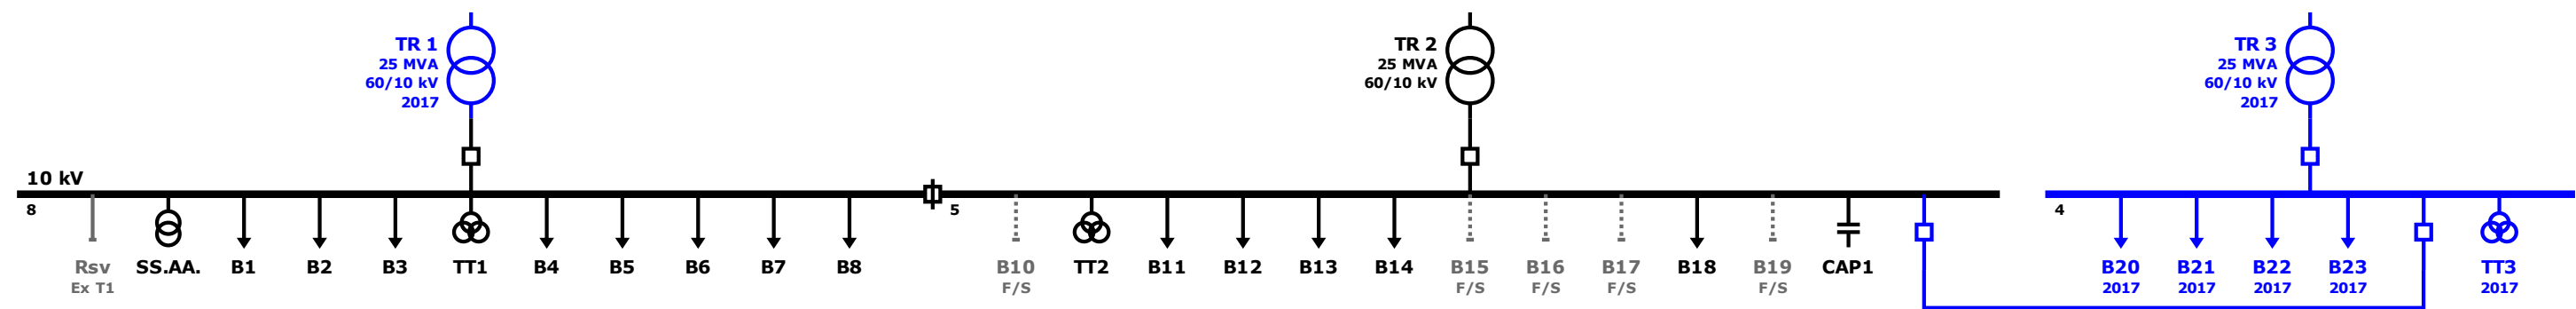 TR 1
25 MVA
60/10 kV
2017
TR 2
25 MVA
60/10 kV
TR 3
25 MVA
60/10 kV
2017
10 kV
8
5
4
Rsv
Ex T1
SS.AA.
B1
B2
B3
TT1
B4
B5
B6
B7
B8
B10
F/S
TT2
B11
B12
B13
B14
B15
F/S
B16
F/S
B17
F/S
B18
B19
F/S
CAP1
B20
2017
B21
2017
B22
2017
B23
2017
TT3
2017